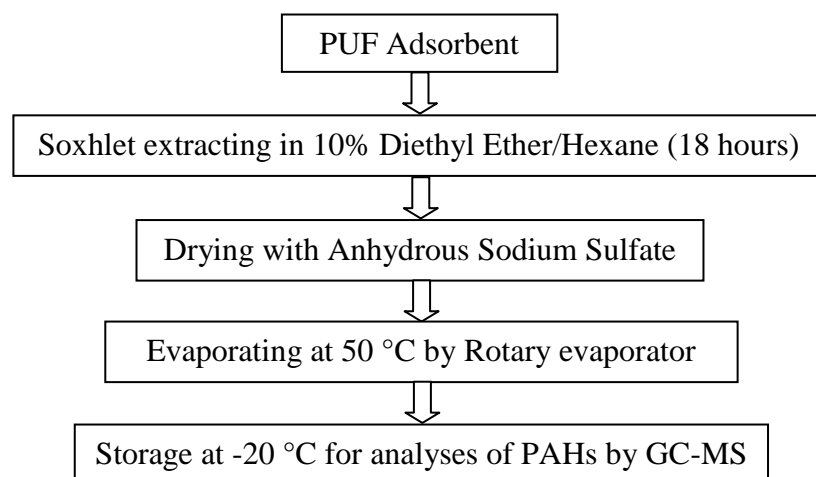 PUF Adsorbent
Soxhlet extracting in 10% Diethyl Ether/Hexane (18 hours)
Drying with Anhydrous Sodium Sulfate
Evaporating at 50 °C by Rotary evaporator
Storage at -20 °C for analyses of PAHs by GC-MS